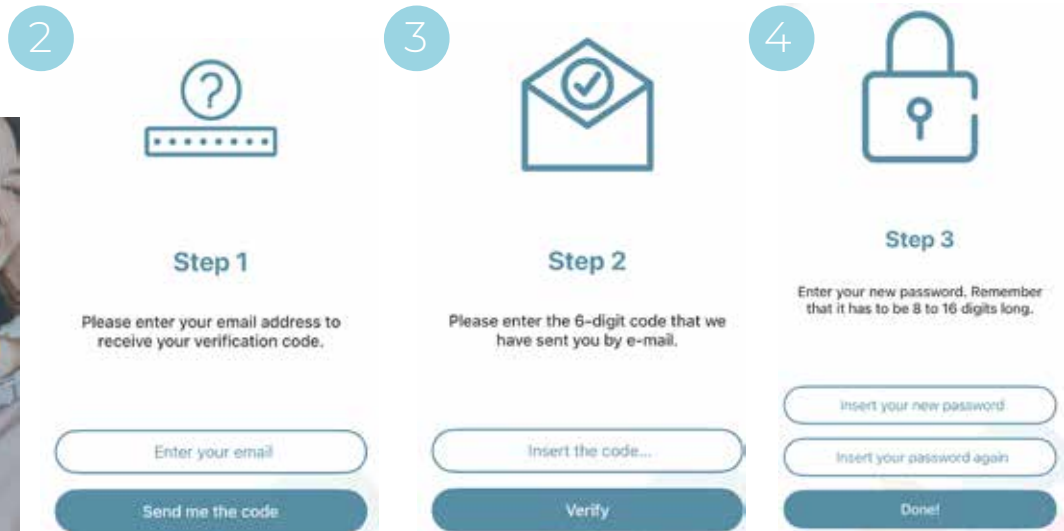 2
Step 1
Please enter your email address to
receive your verification code.
Enter your email
Send me the code
3
Step 2
Please enter the 6-digit code that we
have sent you by e-mail.
Insert the code...
Verify
4
Step 3
Enter your new password. Remember
that it has to be 8 to 16 digits long.
Insert your new password
Insert your password again
Done!